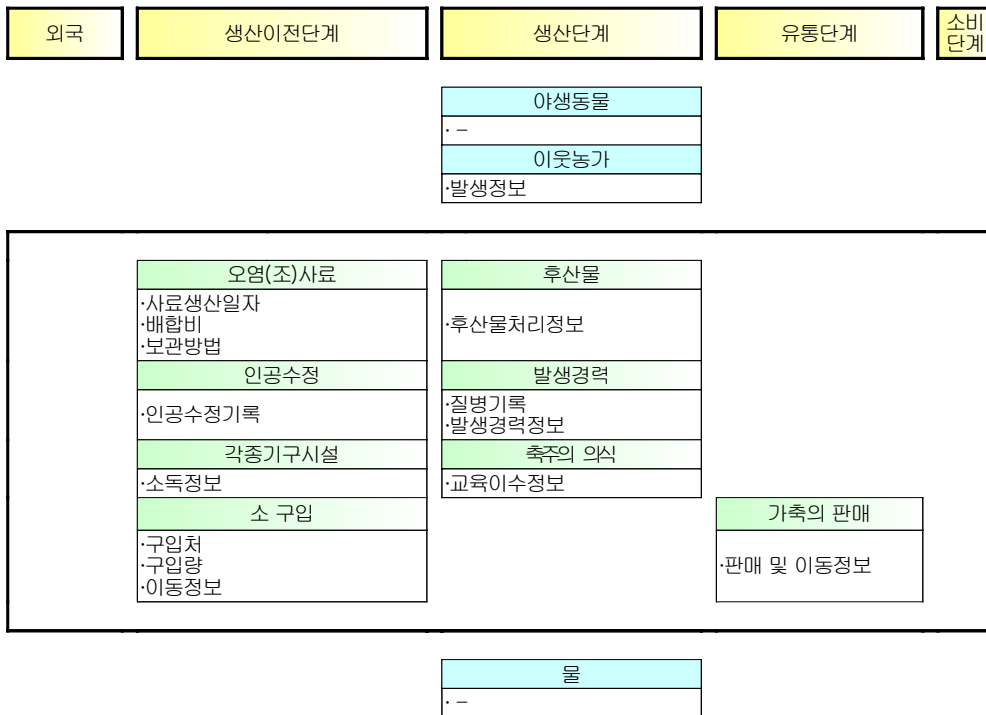 외국
생산이전단계
생산단계
유통단계
소비
단계
야생동물
· –
이웃농가
·발생정보
오염(조)사료
·사료생산일자
·배합비
·보관방법
후산물
·후산물처리정보
인공수정
·인공수정기록
발생경력
·질병기록
·발생경력정보
각종기구시설
·소독정보
축주의 의식
·교육이수정보
소 구입
·구입처
·구입량
·이동정보
가축의 판매
·판매 및 이동정보
물
· –